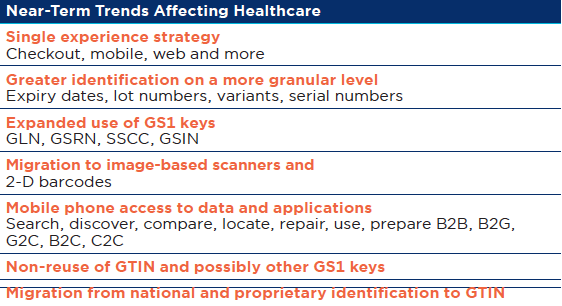 Near-Term Trends Affecting Healthcare
Single experience strategy
Checkout, mobile, web and more
Greater identification on a more granular level
Expiry dates, lot numbers, variants, serial numbers
Expanded use of GS1 keys
GLN, GSRN, SSCC, GSIN
Migration to image-based scanners and
2-D barcodes
Mobile phone access to data and applications
Search, discover, compare, locate, repair, use, prepare B2B, B2G,
G2C, B2C, C2C
Non-reuse of GTIN and possibly other GS1 keys
Migration from national and proprietary identification to GTIN